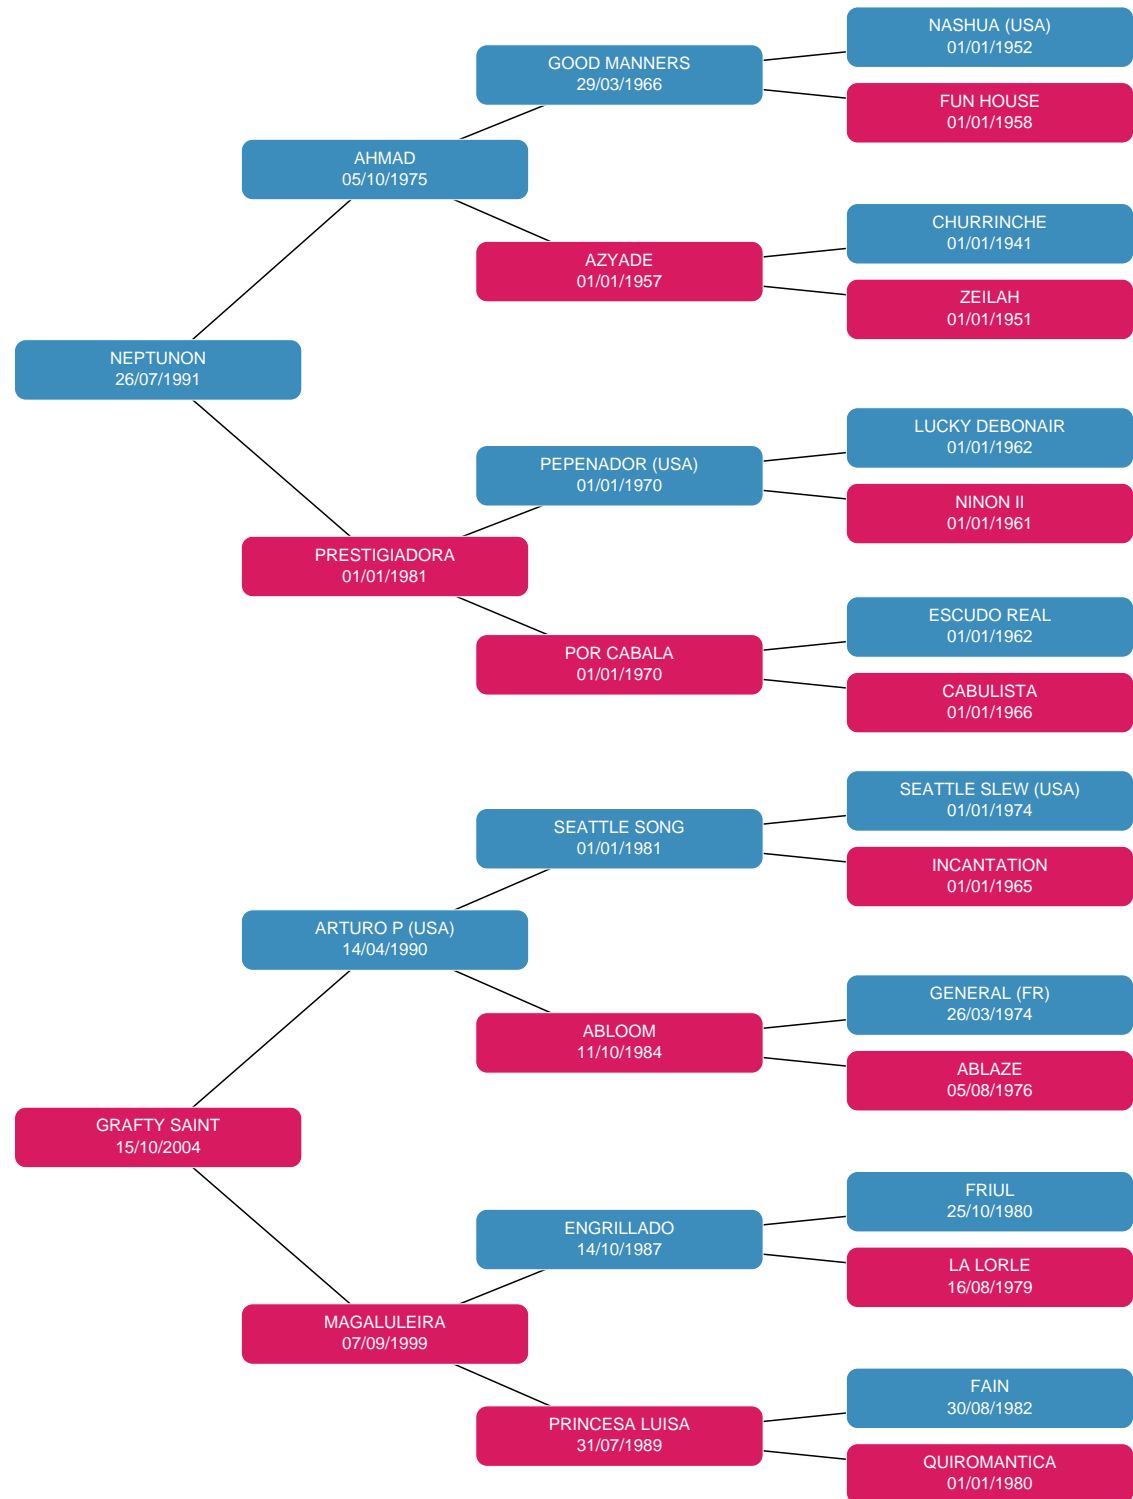 NASHUA (USA)
01/01/1952
GOOD MANNERS
29/03/1966
FUN HOUSE
01/01/1958
AHMAD
05/10/1975
CHURRINCHE
01/01/1941
AZYADE
01/01/1957
ZEILAH
01/01/1951
NEPTUNON
26/07/1991
LUCKY DEBONAIR
01/01/1962
PEPENADOR (USA)
01/01/1970
NINON II
01/01/1961
PRESTIGIADORA
01/01/1981
ESCUDO REAL
01/01/1962
POR CABALA
01/01/1970
CABULISTA
01/01/1966
SEATTLE SLEW (USA)
01/01/1974
SEATTLE SONG
01/01/1981
INCANTATION
01/01/1965
ARTURO P (USA)
14/04/1990
GENERAL (FR)
26/03/1974
ABLOOM
11/10/1984
ABLAZE
05/08/1976
GRAFTY SAINT
15/10/2004
FRIUL
25/10/1980
ENGRILLADO
14/10/1987
LA LORLE
16/08/1979
MAGALULEIRA
07/09/1999
FAIN
30/08/1982
PRINCESA LUISA
31/07/1989
QUIROMANTICA
01/01/1980